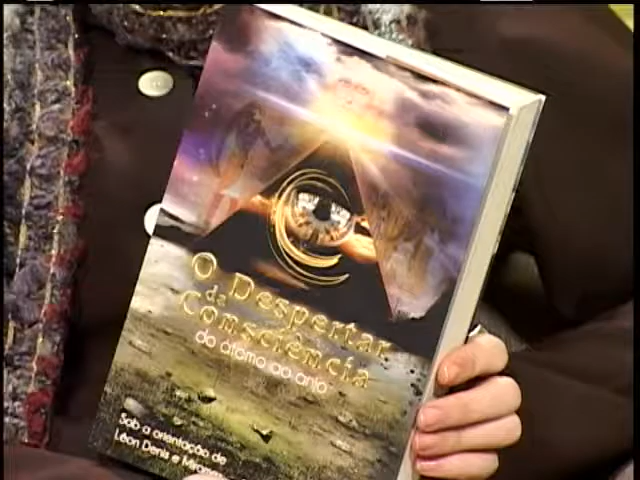 O Despertar
da
Consciência
do átomo ao anjo
Sob a orientação de
Léon Denis e